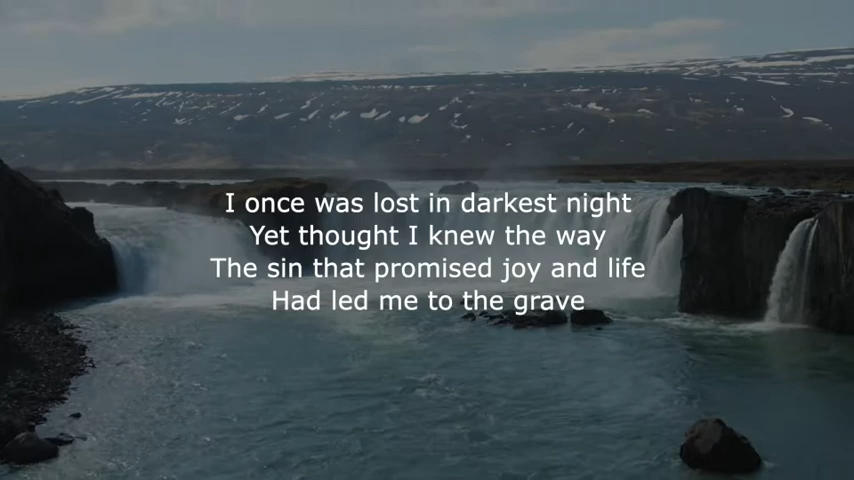 I once was lost in darkest night
Yet thought I knew the way
The sin that promised joy and life
Had led me to the grave